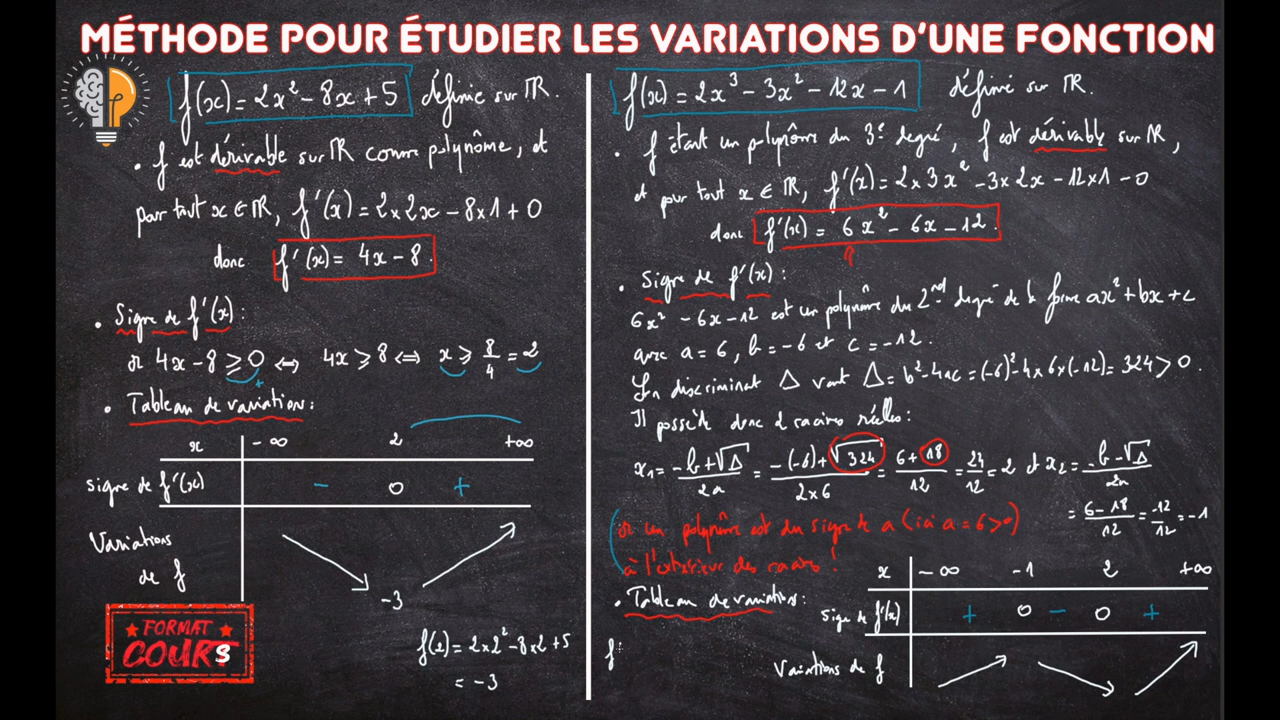 MÉTHODE POUR ÉTUDIER LES VARIATIONS D'UNE FONCTION
f(x) = 2x² - 8x + 5 définie sur ℝ.
• f est dérivable sur ℝ comme polynôme, et
pour tout x ∈ ℝ, f'(x) = 2×2x - 8×1 + 0
donc f'(x) = 4x - 8.
• Signe de f'(x) :
or 4x - 8 ⩾ 0 ⇔ 4x ⩾ 8 ⇔ x ⩾ 8/4 = 2
+
• Tableau de variation :
x -∞ 2 +∞
signe de f'(x) - 0 +
Variations
de f
-3
f(2) = 2×2² - 8×2 + 5
= -3
FORMAT
COURS
f(x) = 2x³ - 3x² - 12x - 1 définie sur ℝ.
• f étant un polynôme du 3e degré, f est dérivable sur ℝ,
et pour tout x ∈ ℝ, f'(x) = 2×3x² - 3×2x - 12×1 - 0
donc f'(x) = 6x² - 6x - 12.
• Signe de f'(x) :
6x² - 6x - 12 est un polynôme du 2nd degré de la forme ax² + bx + c
avec a = 6, b = -6 et c = -12.
Son discriminant Δ vaut Δ = b² - 4ac = (-6)² - 4×6×(-12) = 324 > 0.
Il possède donc 2 racines réelles :
x₁ = (-b + √Δ)/2a = (-(-6) + √324)/(2×6) = (6 + 18)/12 = 24/12 = 2 et x₂ = (-b - √Δ)/2a
= (6 - 18)/12 = -12/12 = -1
or un polynôme est du signe de a (ici a = 6 > 0)
à l'extérieur des racines !
• Tableau de variations :
x -∞ -1 2 +∞
signe de f'(x) + 0 - 0 +
Variations de f
f